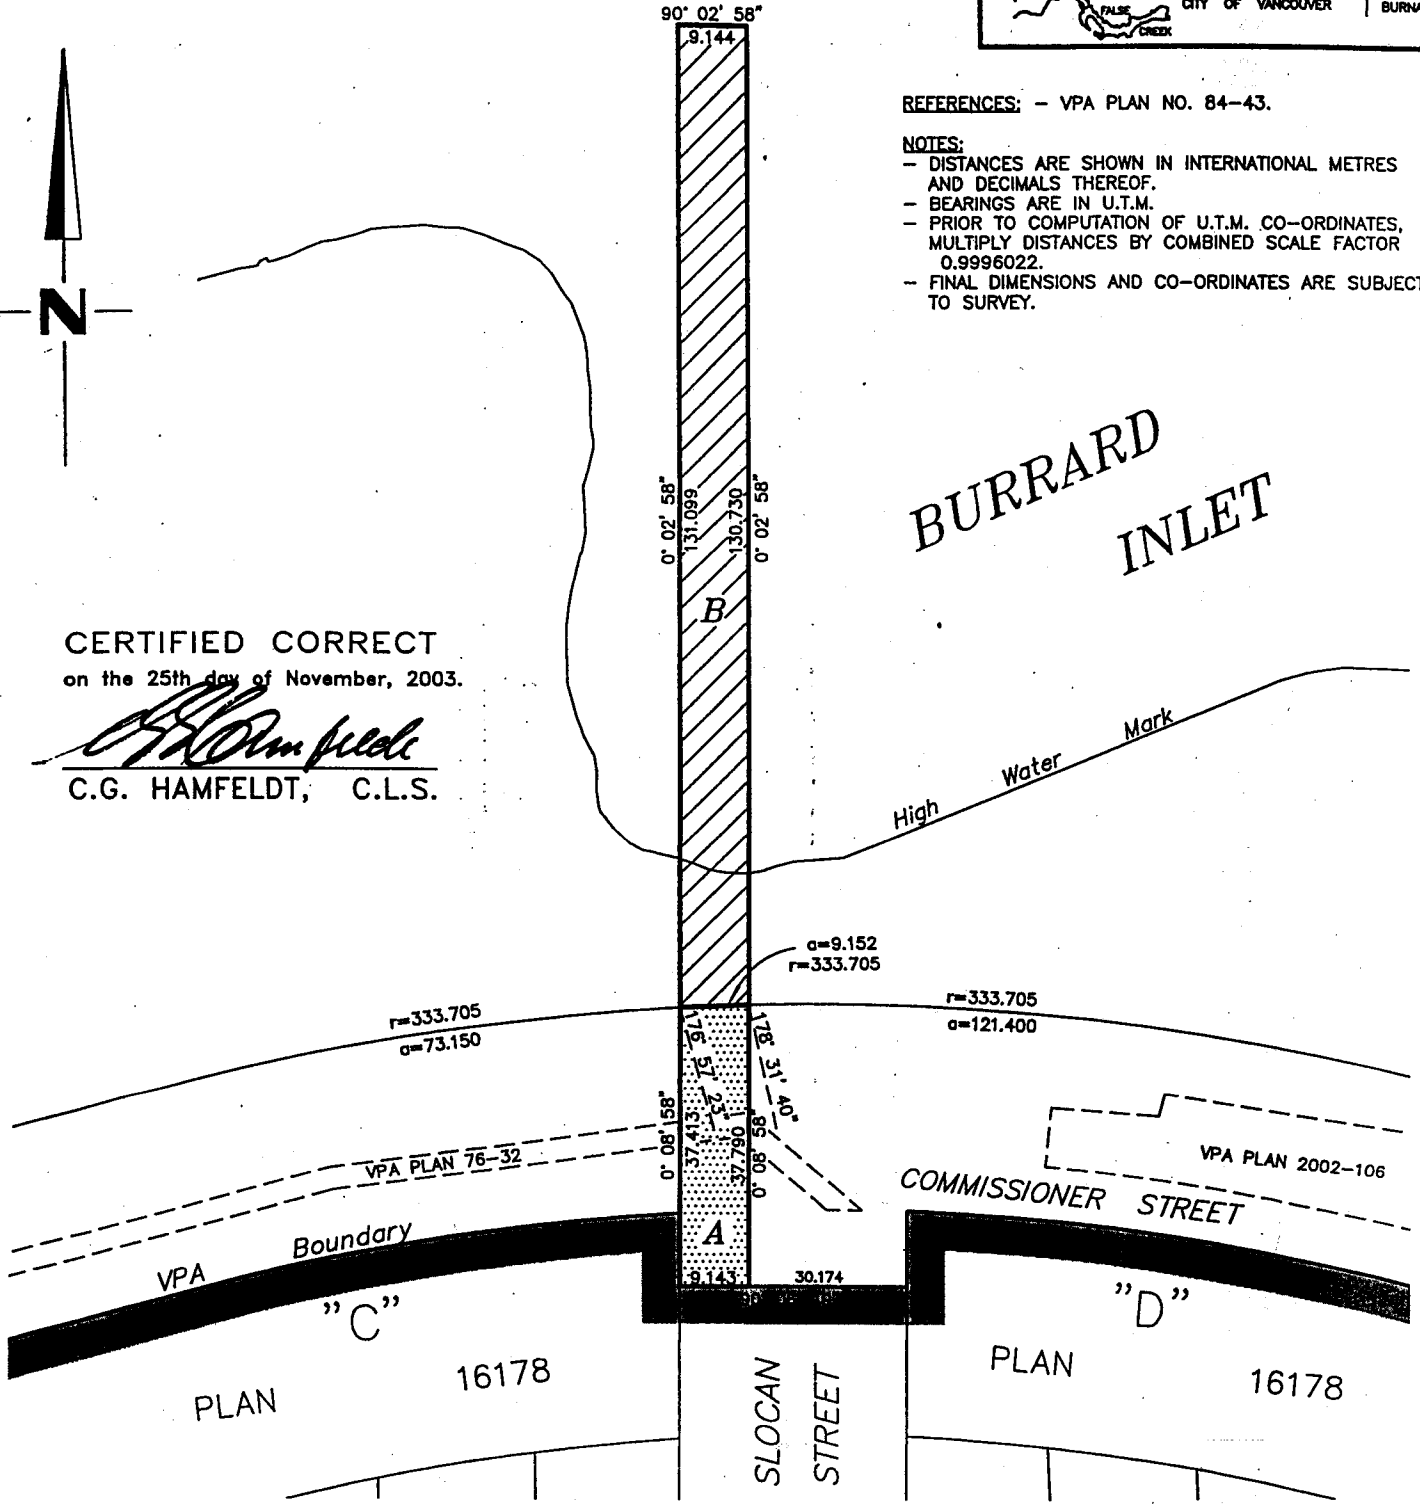 90° 02' 58"
9.144
FALSE
CREEK
CITY OF VANCOUVER
REFERENCES: - VPA PLAN NO. 84-43.
NOTES:
- DISTANCES ARE SHOWN IN INTERNATIONAL METRES
AND DECIMALS THEREOF.
- BEARINGS ARE IN U.T.M.
- PRIOR TO COMPUTATION OF U.T.M. CO-ORDINATES,
MULTIPLY DISTANCES BY COMBINED SCALE FACTOR
0.9996022.
- FINAL DIMENSIONS AND CO-ORDINATES ARE SUBJECT
TO SURVEY.
N
BURRARD
INLET
0° 02' 58"
131.099
130.730
0° 02' 58"
B
CERTIFIED CORRECT
on the 25th day of November, 2003.
C.G. HAMFELDT, C.L.S.
High Water Mark
a=9.152
r=333.705
r=333.705
a=73.150
r=333.705
a=121.400
176° 57' 23"
178° 31' 40"
0° 08' 58"
37.413
37.790
0° 08' 58"
VPA PLAN 76-32
VPA PLAN 2002-106
COMMISSIONER STREET
A
VPA Boundary
9.143
30.174
"C"
"D"
PLAN 16178
PLAN 16178
SLOCAN
STREET